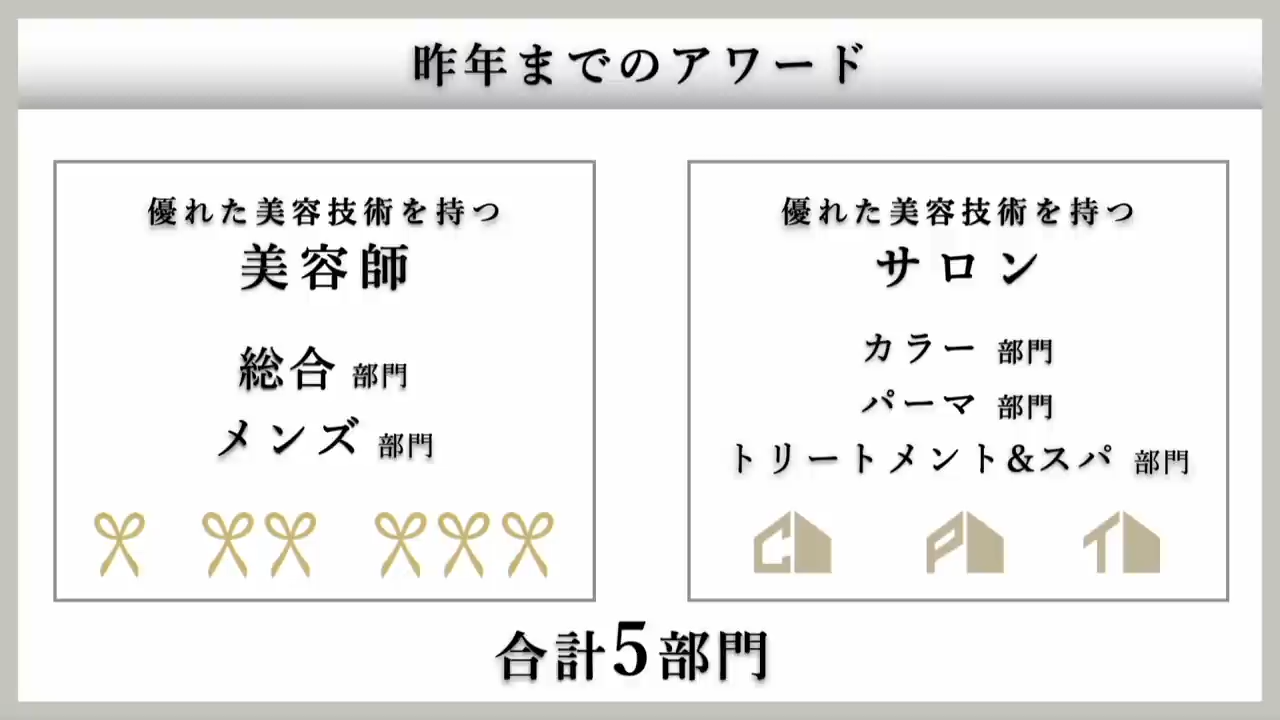 昨年までのアワード
優れた美容技術を持つ
美容師
総合 部門
メンズ 部門
優れた美容技術を持つ
サロン
カラー 部門
パーマ 部門
トリートメント&スパ 部門
C P T
合計5部門